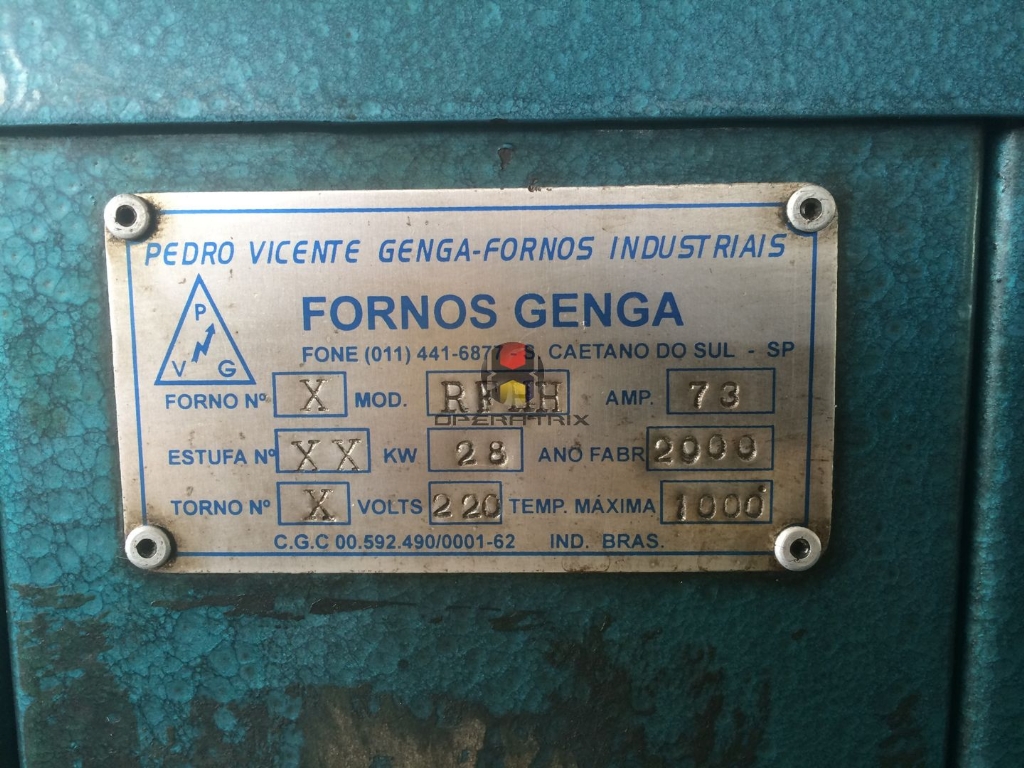 PEDRO VICENTE GENGA-FORNOS INDUSTRIAIS
P
V G
FORNOS GENGA
FONE (011) 441-6877 - S. CAETANO DO SUL - SP
FORNO Nº X MOD. AMP. 73
OPERATRIX
ESTUFA Nº XX KW 28 ANO FABR 2000
TORNO Nº X VOLTS 220 TEMP. MÁXIMA 1000°
C.G.C 00.592.490/0001-62 IND. BRAS.